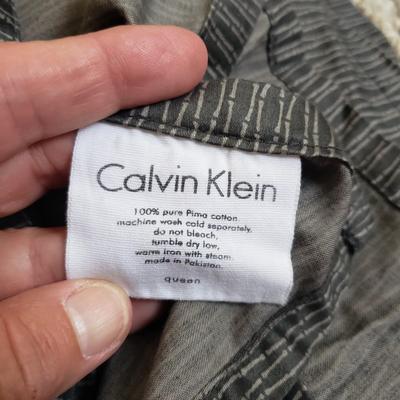 Calvin Klein
100% pure Pima cotton.
machine wash cold separately.
do not bleach,
tumble dry low,
warm iron with steam.
made in Pakistan.
queen